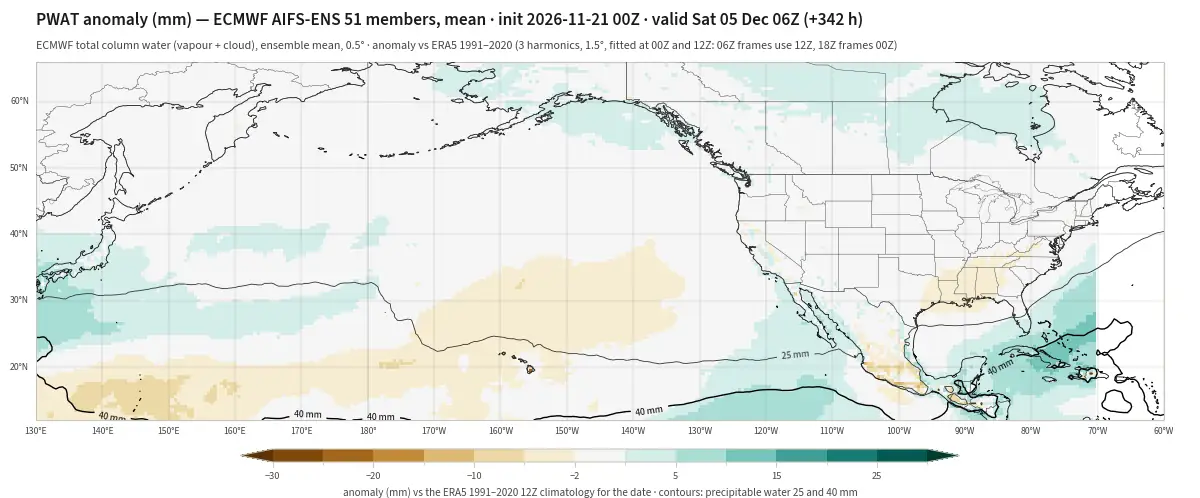 PWAT anomaly (mm) — ECMWF AIFS-ENS 51 members, mean · init 2026-11-21 00Z · valid Sat 05 Dec 06Z (+342 h)
ECMWF total column water (vapour + cloud), ensemble mean, 0.5° · anomaly vs ERA5 1991–2020 (3 harmonics, 1.5°, fitted at 00Z and 12Z: 06Z frames use 12Z, 18Z frames 00Z)
60°N
50°N
40°N
30°N
20°N
25 mm
40 mm
40 mm
40 mm
40 mm
40 mm
130°E 140°E 150°E 160°E 170°E 180° 170°W 160°W 150°W 140°W 130°W 120°W 110°W 100°W 90°W 80°W 70°W 60°W
−30 −20 −10 −2 5 15 25
anomaly (mm) vs the ERA5 1991–2020 12Z climatology for the date · contours: precipitable water 25 and 40 mm